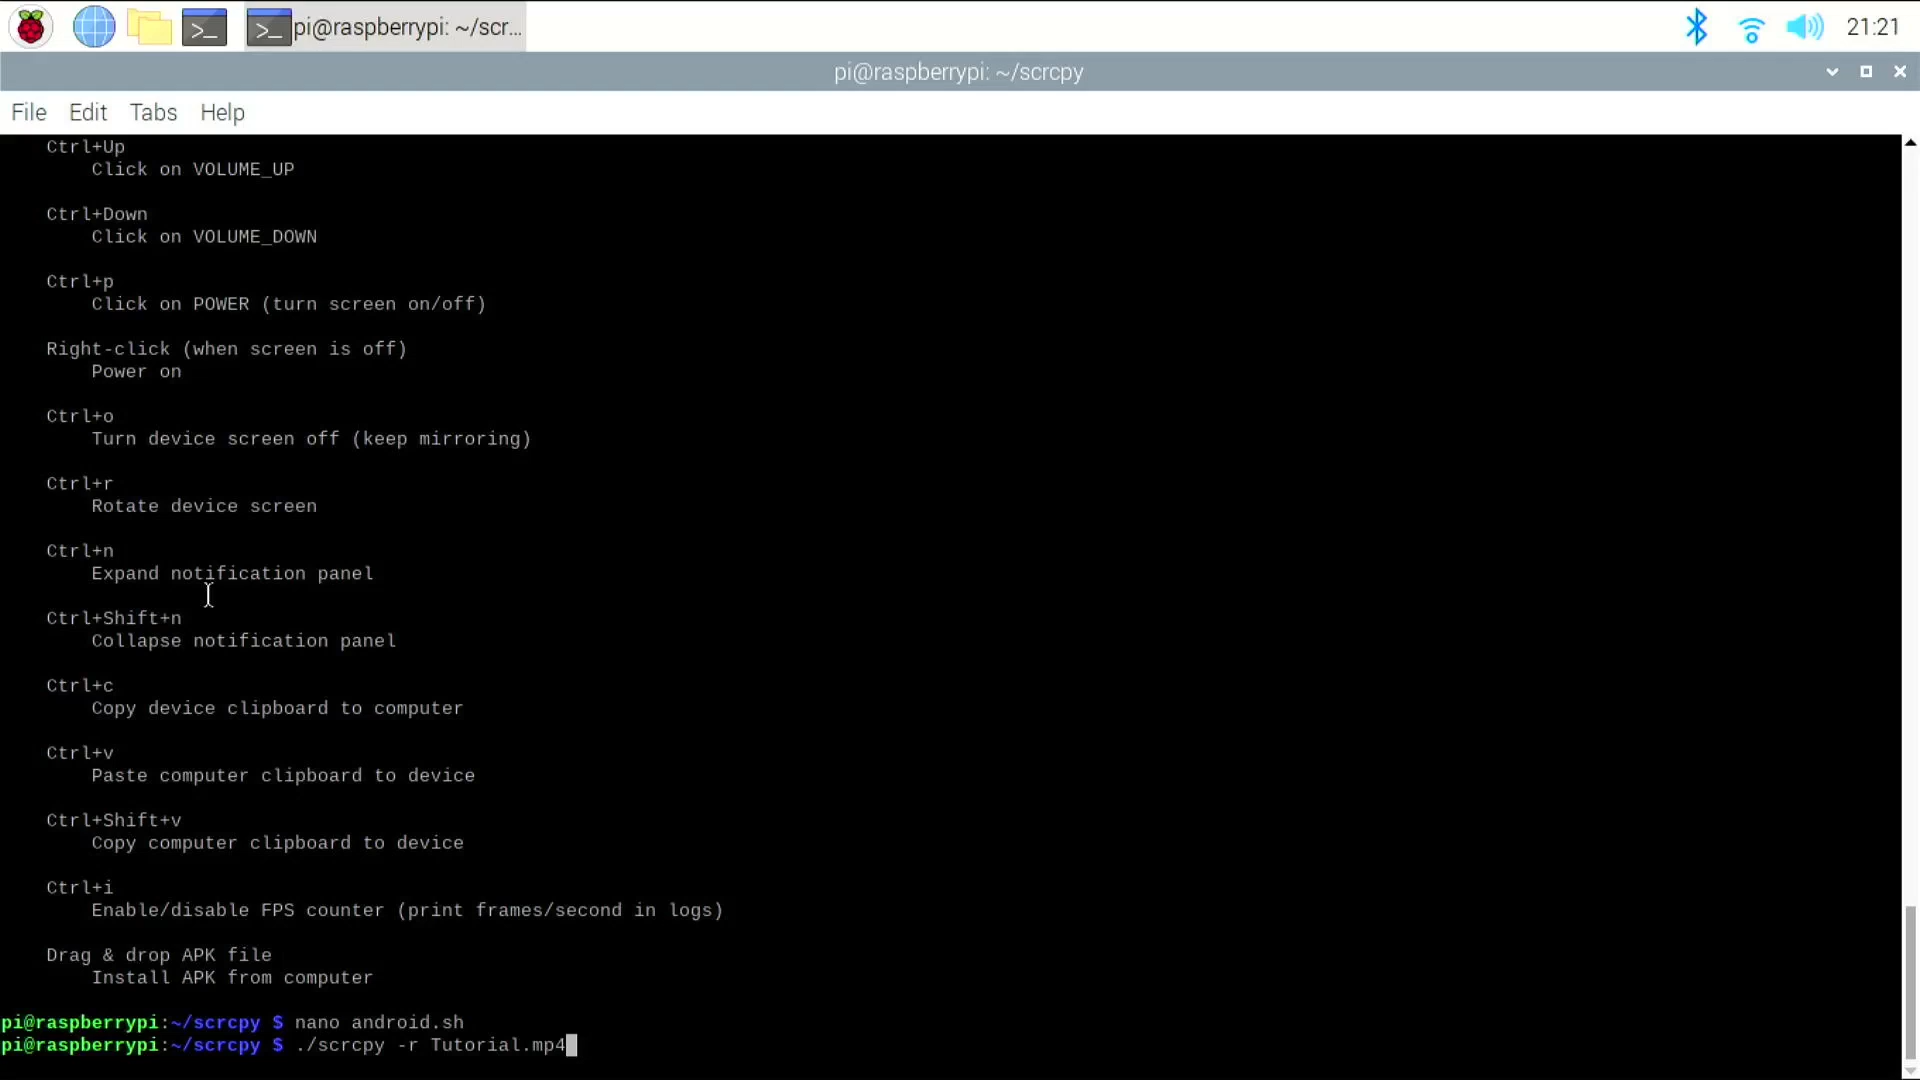 pi@raspberrypi: ~/scr...
21:21
pi@raspberrypi: ~/scrcpy
File Edit Tabs Help
Ctrl+Up
Click on VOLUME_UP
Ctrl+Down
Click on VOLUME_DOWN
Ctrl+p
Click on POWER (turn screen on/off)
Right-click (when screen is off)
Power on
Ctrl+o
Turn device screen off (keep mirroring)
Ctrl+r
Rotate device screen
Ctrl+n
Expand notification panel
Ctrl+Shift+n
Collapse notification panel
Ctrl+c
Copy device clipboard to computer
Ctrl+v
Paste computer clipboard to device
Ctrl+Shift+v
Copy computer clipboard to device
Ctrl+i
Enable/disable FPS counter (print frames/second in logs)
Drag & drop APK file
Install APK from computer
pi@raspberrypi:~/scrcpy $ nano android.sh
pi@raspberrypi:~/scrcpy $ ./scrcpy -r Tutorial.mp4